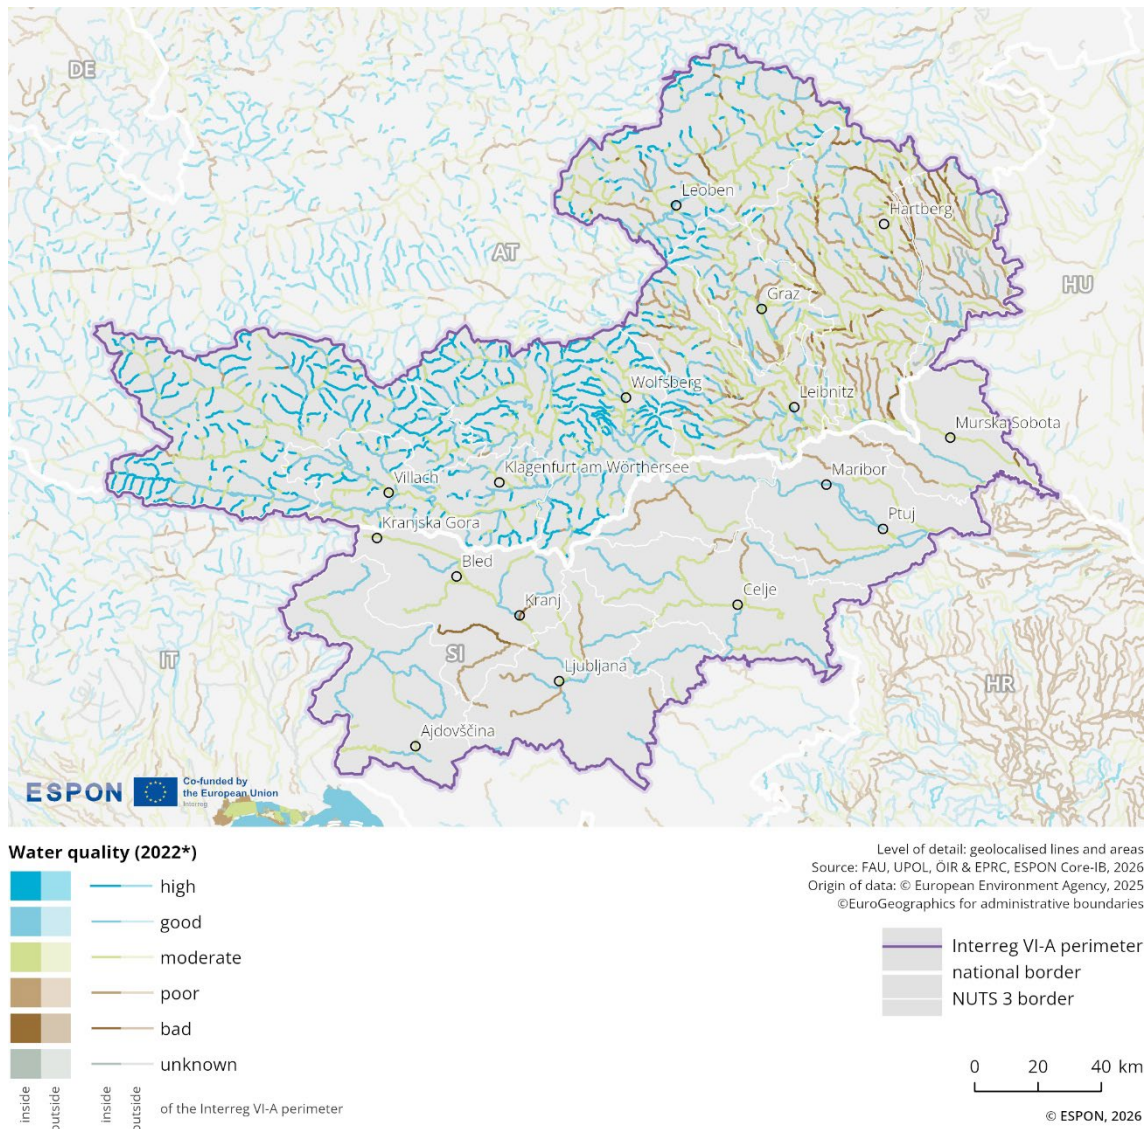 DE
AT
HU
IT
SI
HR
Leoben
Hartberg
Graz
Wolfsberg
Leibnitz
Murska Sobota
Klagenfurt am Wörthersee
Villach
Maribor
Kranjska Gora
Ptuj
Bled
Kranj
Celje
Ljubljana
Ajdovščina
ESPON
Co-funded by
the European Union
Interreg
Water quality (2022*)
high
good
moderate
poor
bad
unknown
inside
outside
inside
outside
of the Interreg VI-A perimeter
Level of detail: geolocalised lines and areas
Source: FAU, UPOL, ÖIR & EPRC, ESPON Core-IB, 2026
Origin of data: © European Environment Agency, 2025
©EuroGeographics for administrative boundaries
Interreg VI-A perimeter
national border
NUTS 3 border
0 20 40 km
© ESPON, 2026